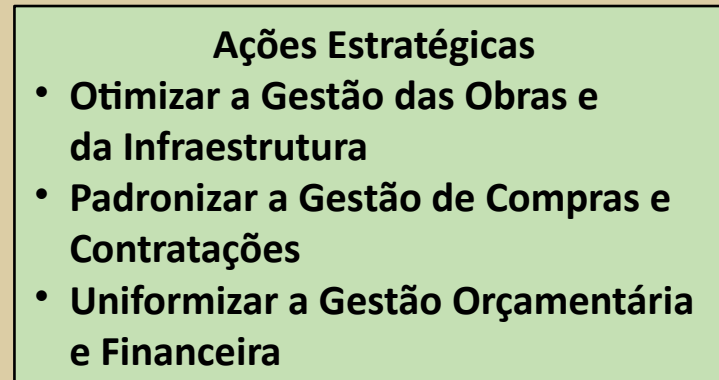 Ações Estratégicas
• Otimizar a Gestão das Obras e
da Infraestrutura
• Padronizar a Gestão de Compras e
Contratações
• Uniformizar a Gestão Orçamentária
e Financeira